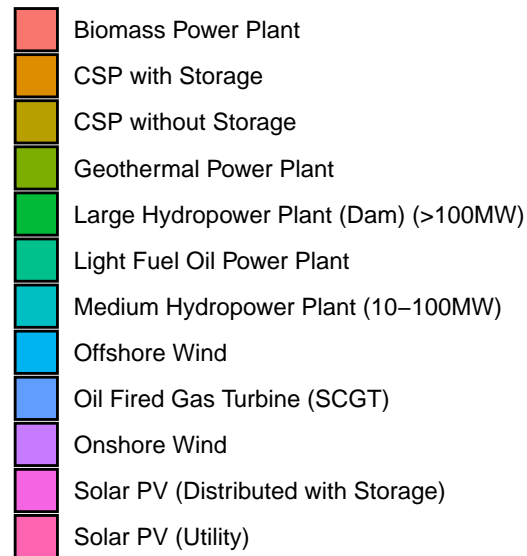 Biomass Power Plant
CSP with Storage
CSP without Storage
Geothermal Power Plant
Large Hydropower Plant (Dam) (>100MW)
Light Fuel Oil Power Plant
Medium Hydropower Plant (10−100MW)
Offshore Wind
Oil Fired Gas Turbine (SCGT)
Onshore Wind
Solar PV (Distributed with Storage)
Solar PV (Utility)